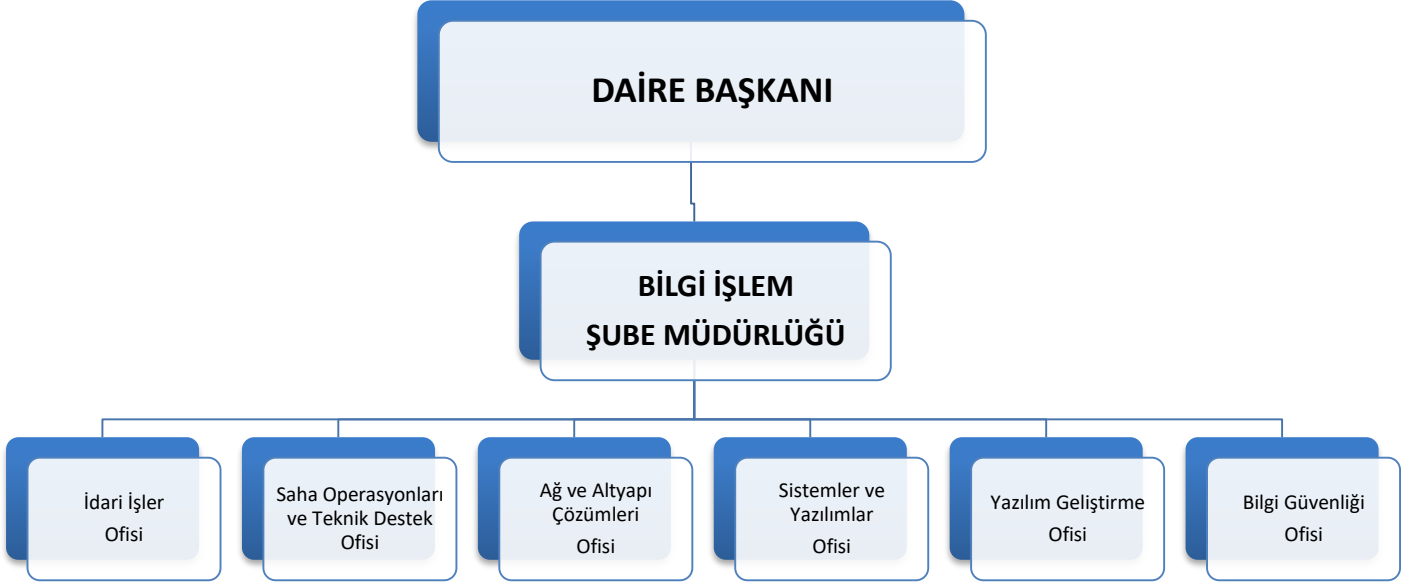 DAİRE BAŞKANI
BİLGİ İŞLEM
ŞUBE MÜDÜRLÜĞÜ
İdari İşler
Ofisi
Saha Operasyonları
ve Teknik Destek
Ofisi
Ağ ve Altyapı
Çözümleri
Ofisi
Sistemler ve
Yazılımlar
Ofisi
Yazılım Geliştirme
Ofisi
Bilgi Güvenliği
Ofisi